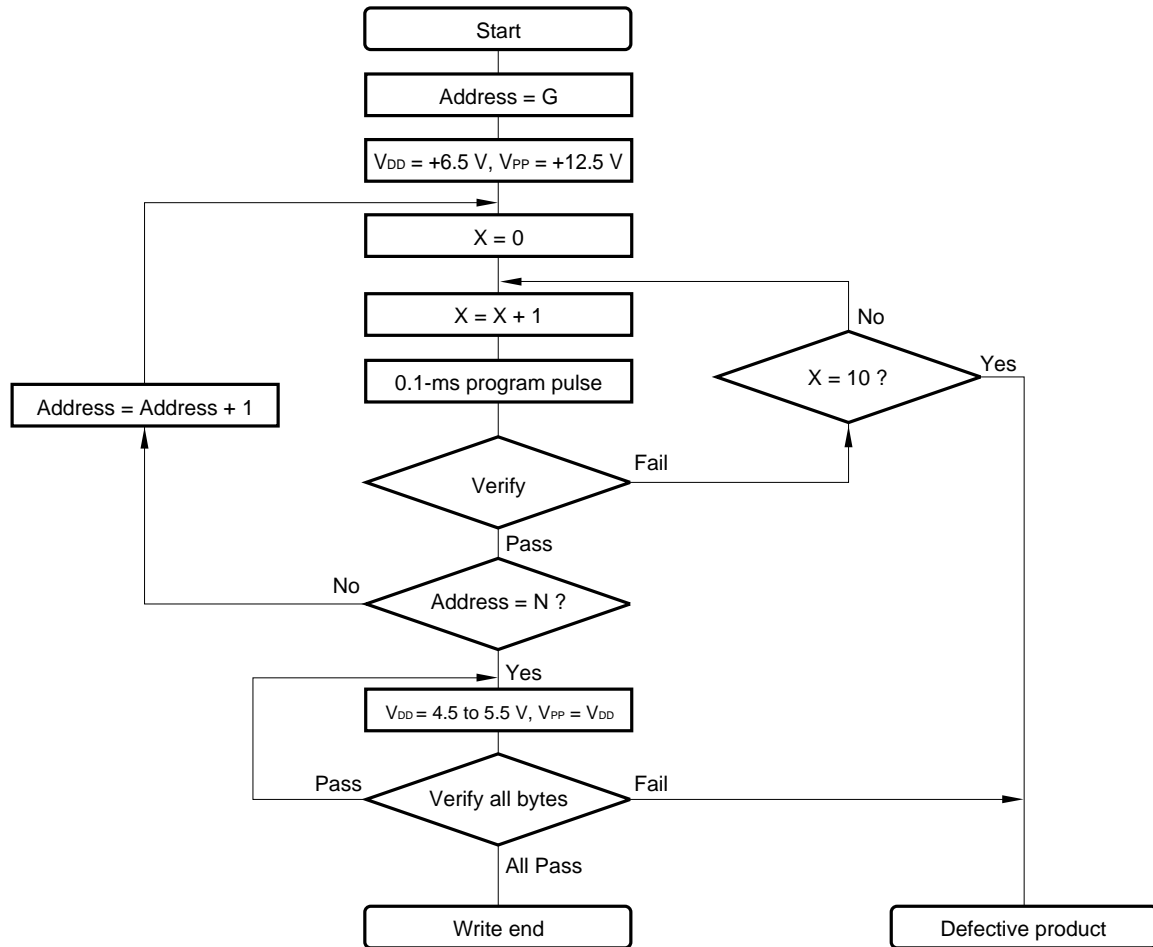 Start
Address = G
VDD = +6.5 V, VPP = +12.5 V
X = 0
X = X + 1
No
0.1-ms program pulse
X = 10 ?
Yes
Address = Address + 1
Verify
Fail
Pass
No
Address = N ?
Yes
VDD = 4.5 to 5.5 V, VPP = VDD
Pass
Verify all bytes
Fail
All Pass
Write end
Defective product